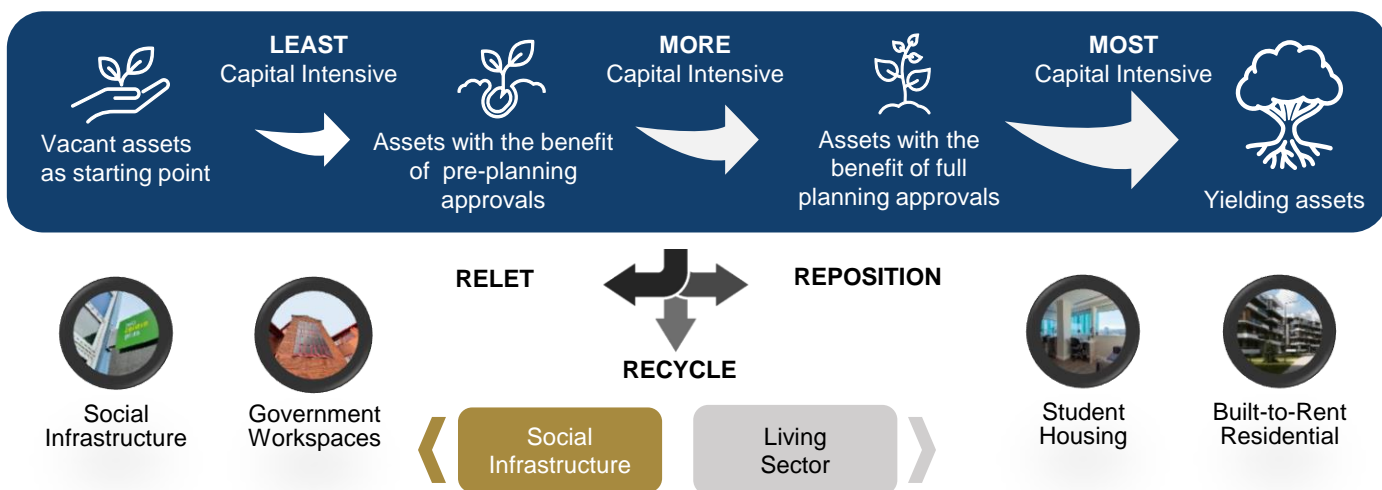 LEAST
Capital Intensive
MORE
Capital Intensive
MOST
Capital Intensive
Vacant assets
as starting point
Assets with the benefit
of pre-planning
approvals
Assets with the
benefit of full
planning approvals
Yielding assets
RELET
REPOSITION
RECYCLE
Social
Infrastructure
Government
Workspaces
Social
Infrastructure
Living
Sector
Student
Housing
Built-to-Rent
Residential